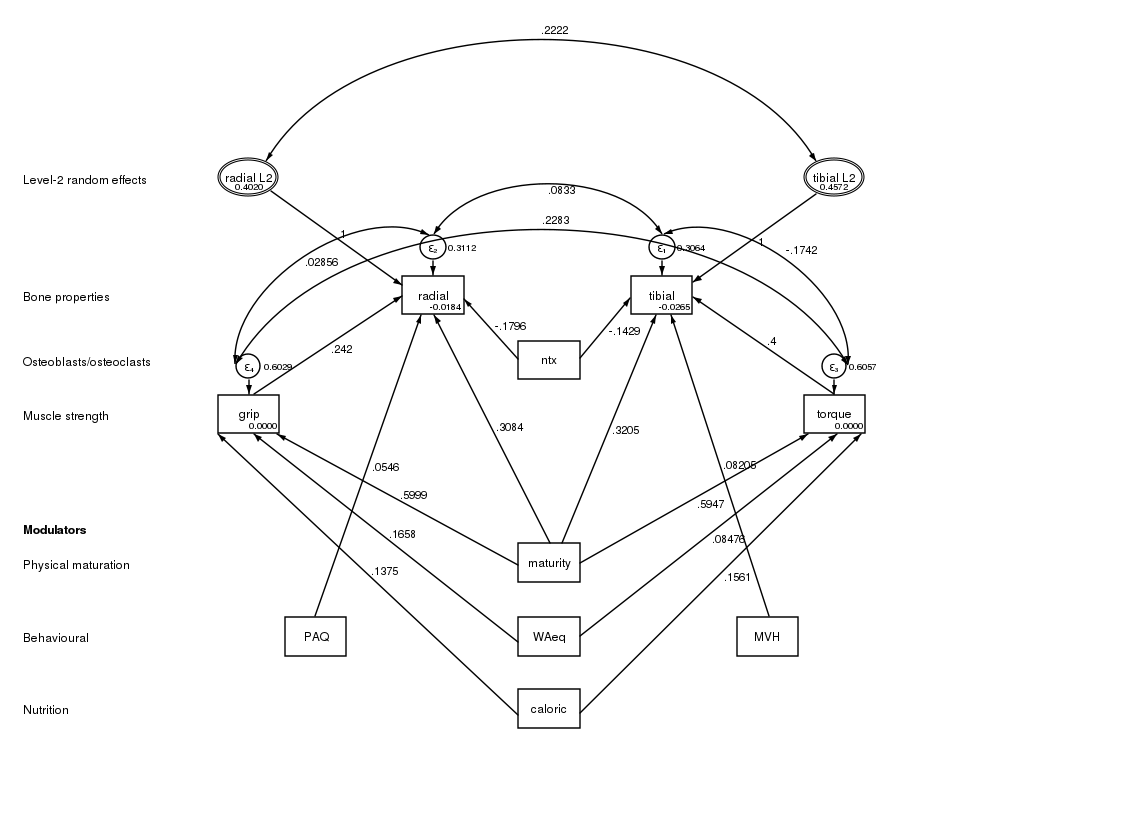 .2222
Level-2 random effects
radial L2
0.4020
tibial L2
0.4572
.0833
.2283
1
ε₂
0.3112
ε₁
0.3064
1
-.1742
.02856
Bone properties
radial
-0.0184
tibial
-0.0265
-.1796
-.1429
.242
.4
Osteoblasts/osteoclasts
ntx
ε₄
0.6029
ε₃
0.6057
Muscle strength
grip
0.0000
torque
0.0000
.3084
.3205
.0546
.08205
.5999
.5947
Modulators
.1658
.08476
Physical maturation
maturity
.1375
.1561
Behavioural
PAQ
WAeq
MVH
Nutrition
caloric